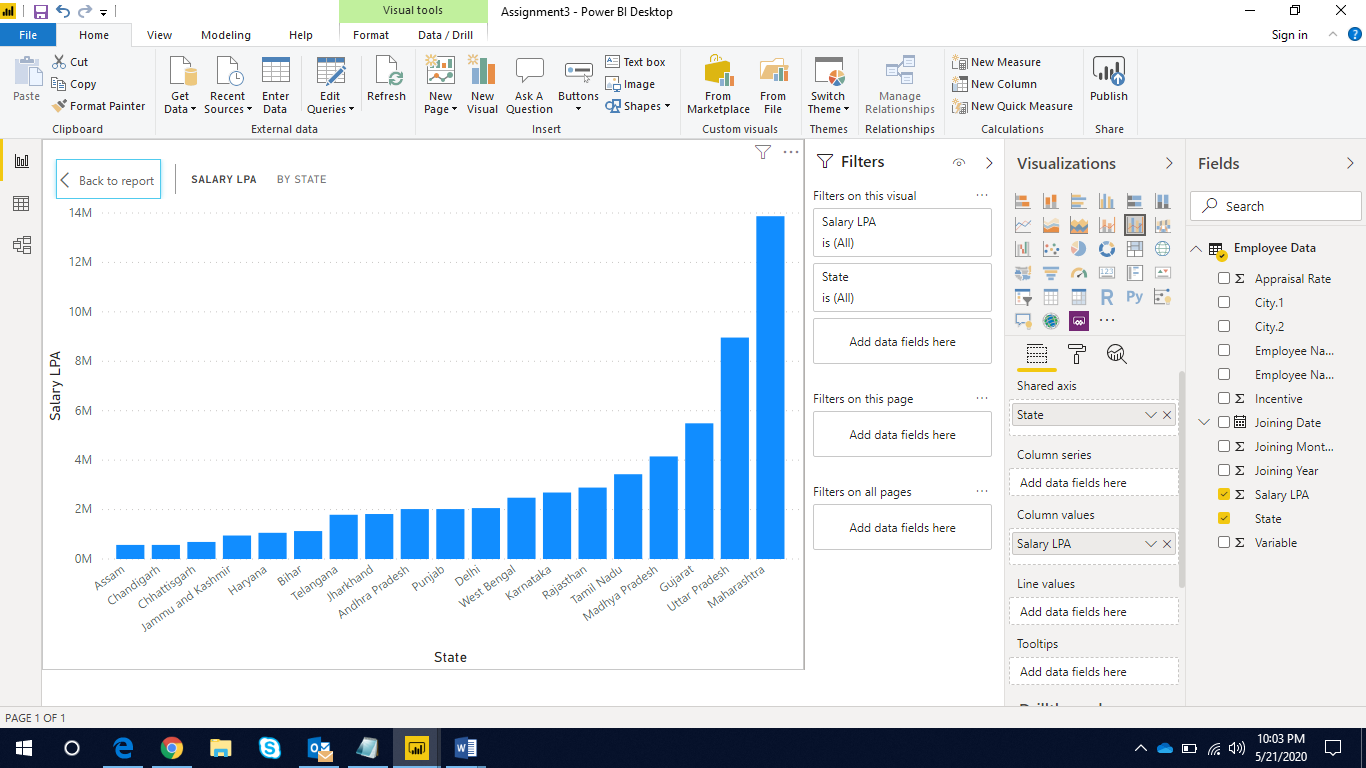 Visual tools
Assignment3 - Power BI Desktop
File
Home
View
Modeling
Help
Format
Data / Drill
Sign in
Paste
Cut
Copy
Format Painter
Clipboard
Get Data
Recent Sources
Enter Data
Edit Queries
Refresh
External data
New Page
New Visual
Ask A Question
Buttons
Text box
Image
Shapes
Insert
From Marketplace
From File
Custom visuals
Switch Theme
Themes
Manage Relationships
Relationships
New Measure
New Column
New Quick Measure
Calculations
Publish
Share
Back to report
SALARY LPA
BY STATE
14M
12M
10M
8M
6M
4M
2M
0M
Salary LPA
Assam
Chandigarh
Chhattisgarh
Jammu and Kashmir
Haryana
Bihar
Telangana
Jharkhand
Andhra Pradesh
Punjab
Delhi
West Bengal
Karnataka
Rajasthan
Tamil Nadu
Madhya Pradesh
Gujarat
Uttar Pradesh
Maharashtra
State
Filters
Filters on this visual
Salary LPA
is (All)
State
is (All)
Add data fields here
Filters on this page
Add data fields here
Filters on all pages
Add data fields here
Visualizations
R
Py
Shared axis
State
Column series
Add data fields here
Column values
Salary LPA
Line values
Add data fields here
Tooltips
Add data fields here
Fields
Search
Employee Data
Appraisal Rate
City.1
City.2
Employee Na...
Employee Na...
Incentive
Joining Date
Joining Mont...
Joining Year
Salary LPA
State
Variable
PAGE 1 OF 1
10:03 PM
5/21/2020